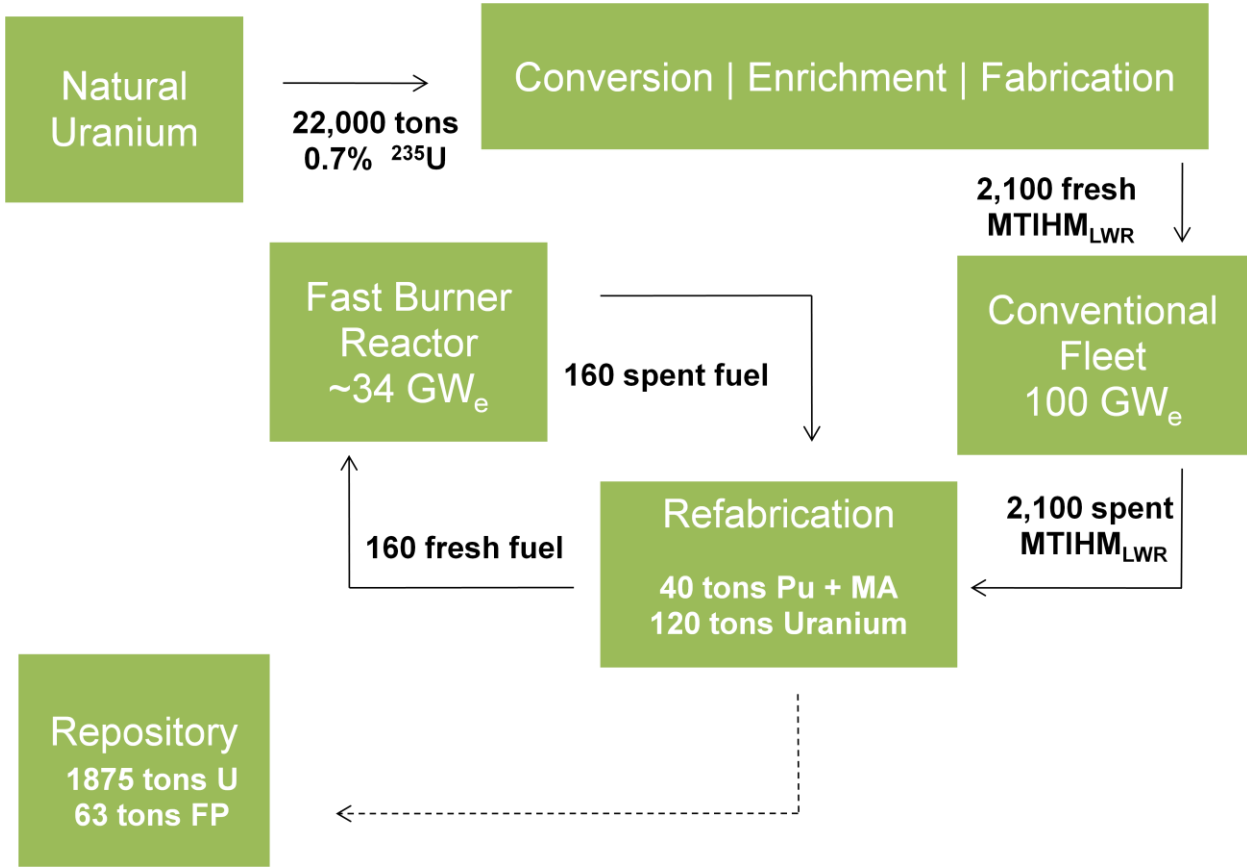 Natural
Uranium
22,000 tons
0.7% ²³⁵U
Conversion | Enrichment | Fabrication
2,100 fresh
MTIHM_LWR
Fast Burner
Reactor
~34 GWₑ
160 spent fuel
Conventional
Fleet
100 GWₑ
160 fresh fuel
Refabrication
40 tons Pu + MA
120 tons Uranium
2,100 spent
MTIHM_LWR
Repository
1875 tons U
63 tons FP